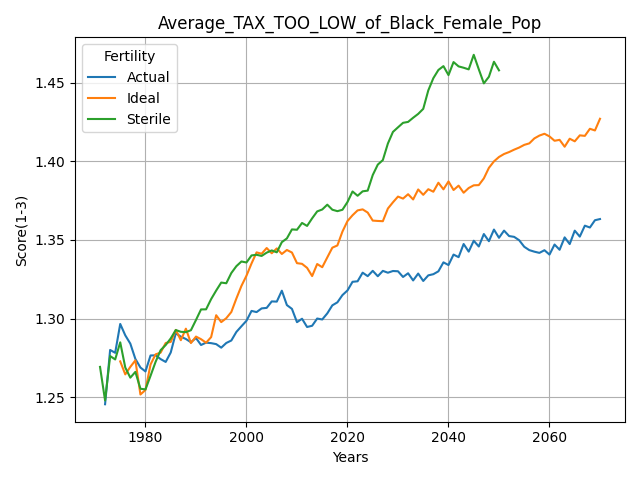 Average_TAX_TOO_LOW_of_Black_Female_Pop
Fertility
Actual
Ideal
Sterile
Score(1-3)
1.45
1.40
1.35
1.30
1.25
1980 2000 2020 2040 2060
Years